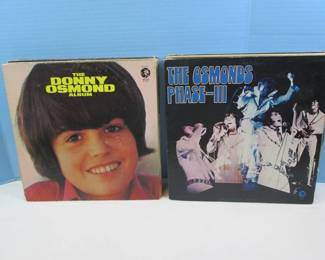 THE
DONNY
OSMOND
ALBUM
THE OSMONDS
PHASE-III